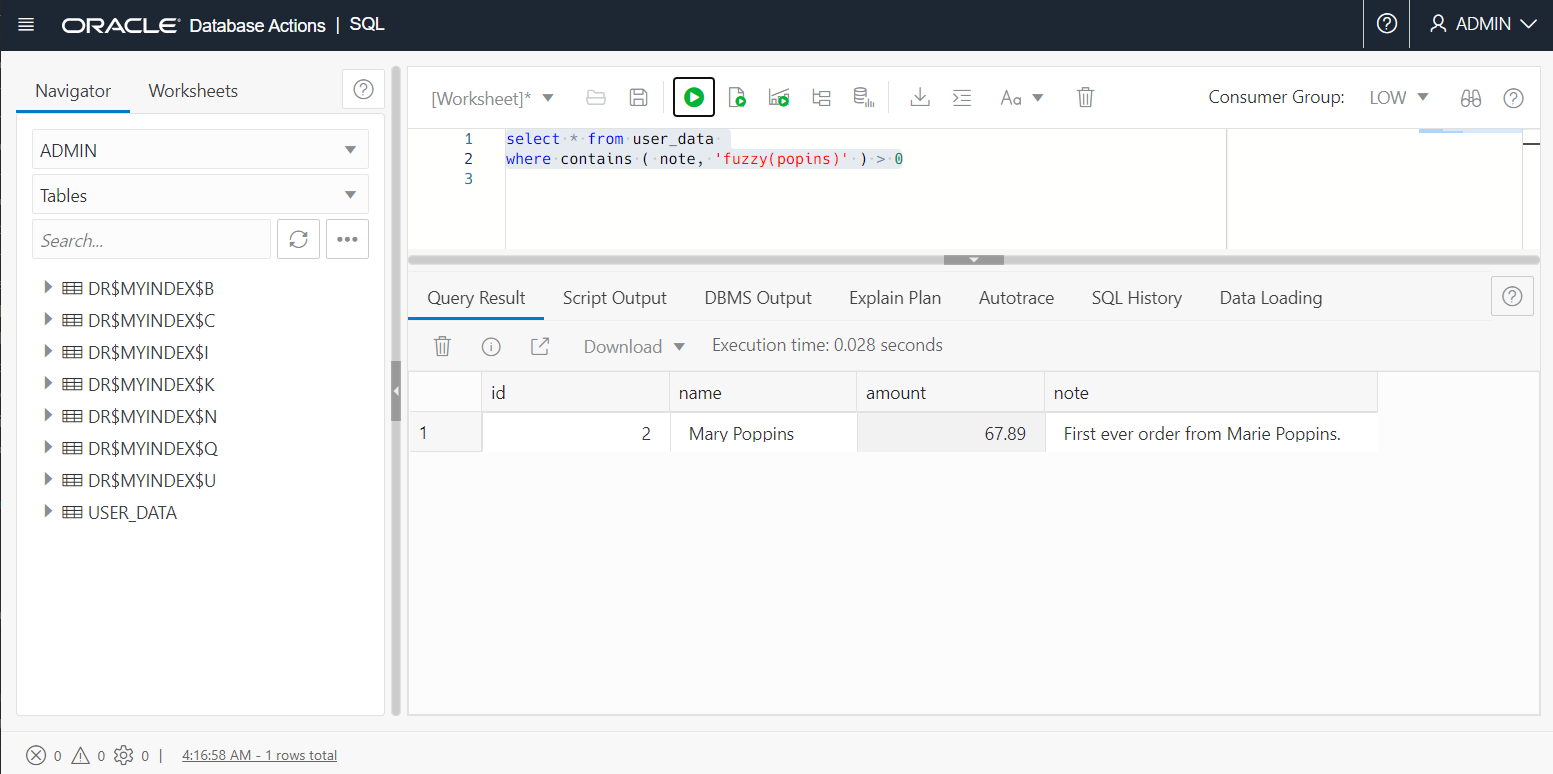 ORACLE Database Actions | SQL
ADMIN
Navigator
Worksheets
ADMIN
Tables
Search...
DR$MYINDEX$B
DR$MYINDEX$C
DR$MYINDEX$I
DR$MYINDEX$K
DR$MYINDEX$N
DR$MYINDEX$Q
DR$MYINDEX$U
USER_DATA
[Worksheet]*
Aa
Consumer Group: LOW
1 select * from user_data
2 where contains ( note, 'fuzzy(popins)' ) > 0
3
Query Result Script Output DBMS Output Explain Plan Autotrace SQL History Data Loading
Download Execution time: 0.028 seconds
id name amount note
1 2 Mary Poppins 67.89 First ever order from Marie Poppins.
0 0 0 | 4:16:58 AM - 1 rows total